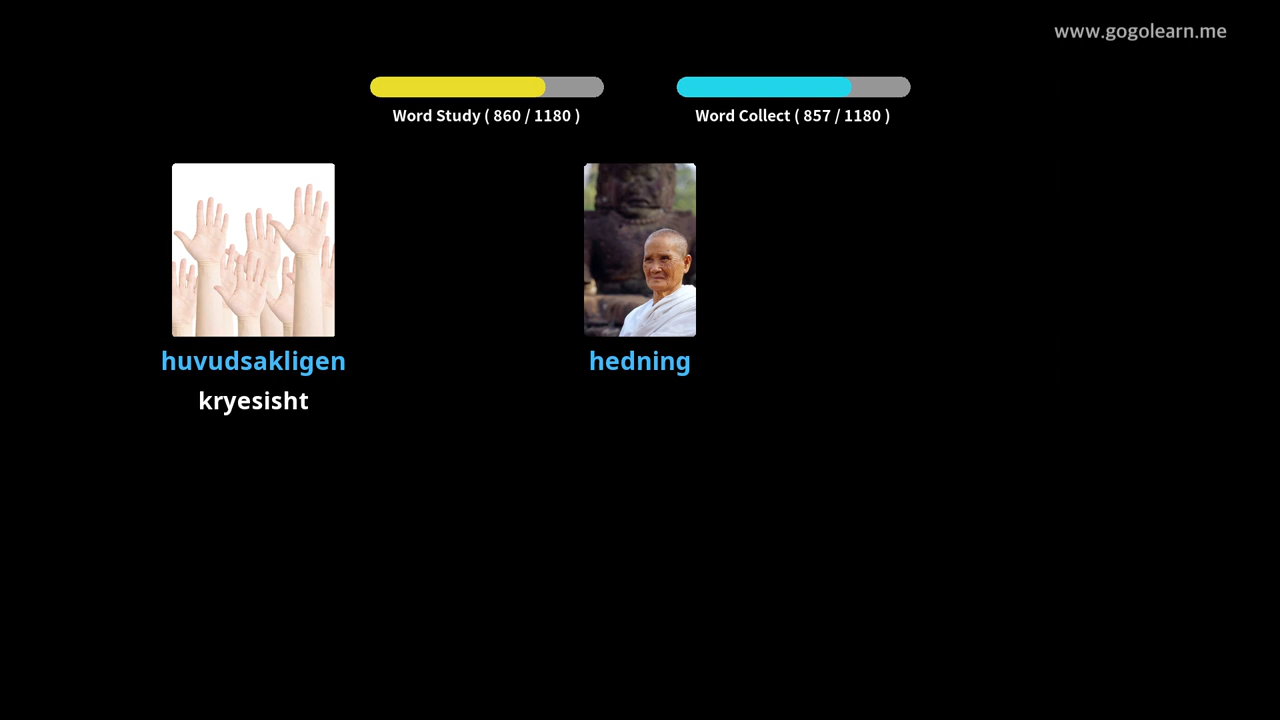 www.gogolearn.me
Word Study ( 860 / 1180 )
Word Collect ( 857 / 1180 )
huvudsakligen
kryesisht
hedning